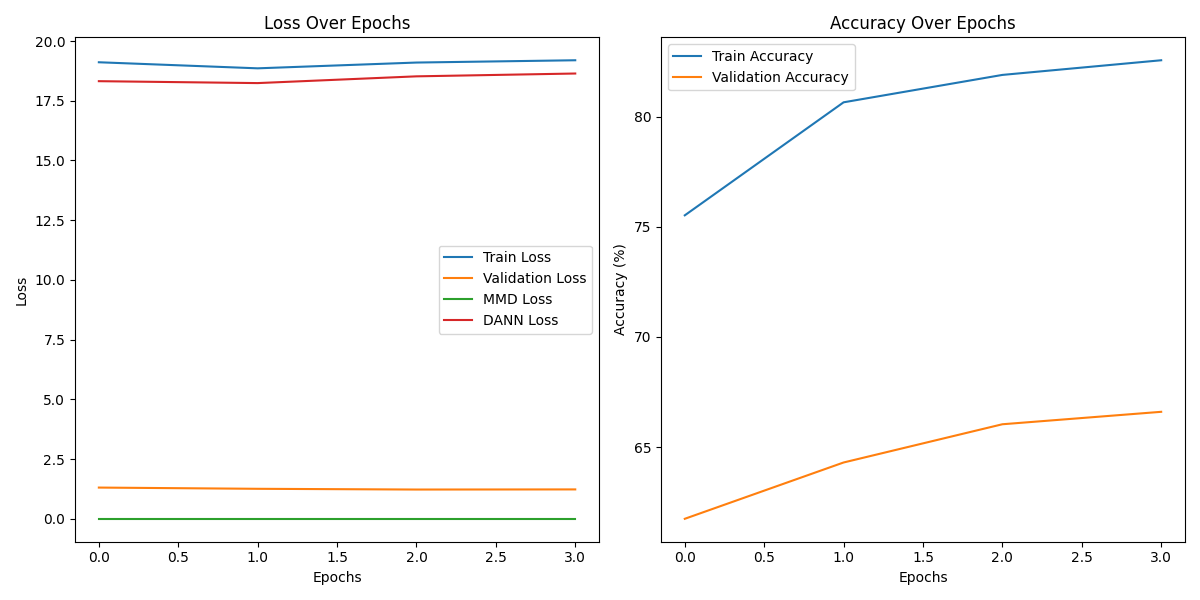 Loss Over Epochs
20.0
17.5
15.0
12.5
10.0
7.5
5.0
2.5
0.0
Loss
Train Loss
Validation Loss
MMD Loss
DANN Loss
0.0 0.5 1.0 1.5 2.0 2.5 3.0
Epochs
Accuracy Over Epochs
Train Accuracy
Validation Accuracy
80
75
70
65
Accuracy (%)
0.0 0.5 1.0 1.5 2.0 2.5 3.0
Epochs